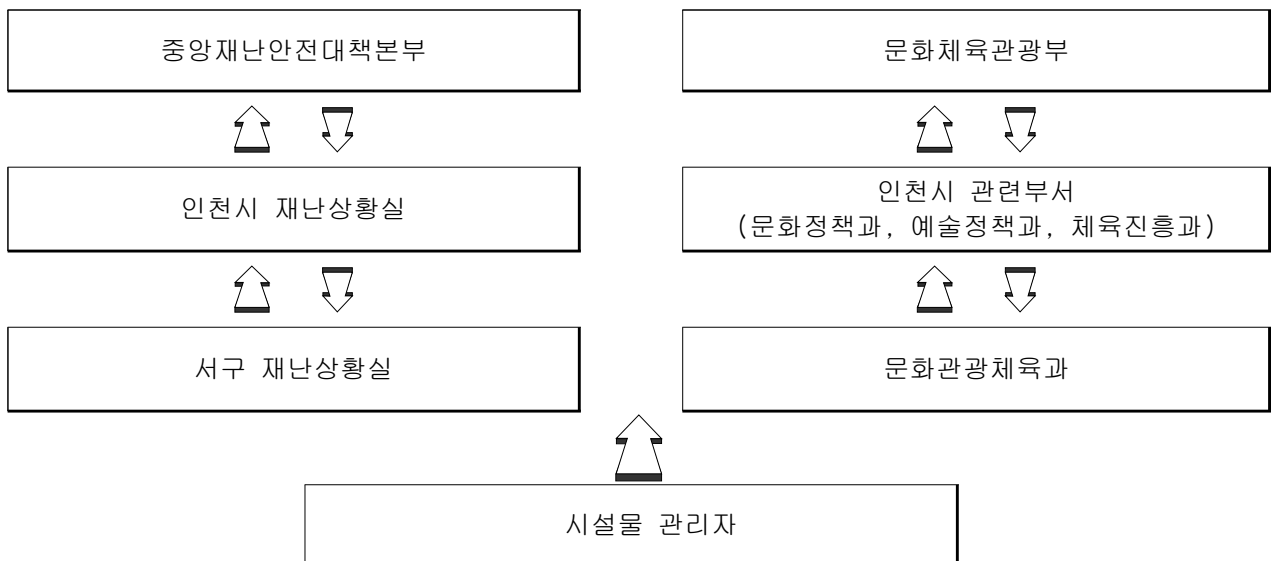 중앙재난안전대책본부
문화체육관광부
인천시 재난상황실
인천시 관련부서
(문화정책과, 예술정책과, 체육진흥과)
서구 재난상황실
문화관광체육과
시설물 관리자